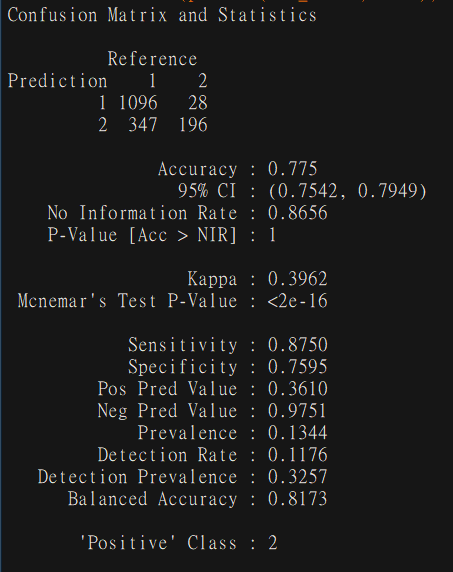 Confusion Matrix and Statistics
Reference
Prediction 1 2
1 1096 28
2 347 196
Accuracy : 0.775
95% CI : (0.7542, 0.7949)
No Information Rate : 0.8656
P-Value [Acc > NIR] : 1
Kappa : 0.3962
Mcnemar's Test P-Value : <2e-16
Sensitivity : 0.8750
Specificity : 0.7595
Pos Pred Value : 0.3610
Neg Pred Value : 0.9751
Prevalence : 0.1344
Detection Rate : 0.1176
Detection Prevalence : 0.3257
Balanced Accuracy : 0.8173
'Positive' Class : 2